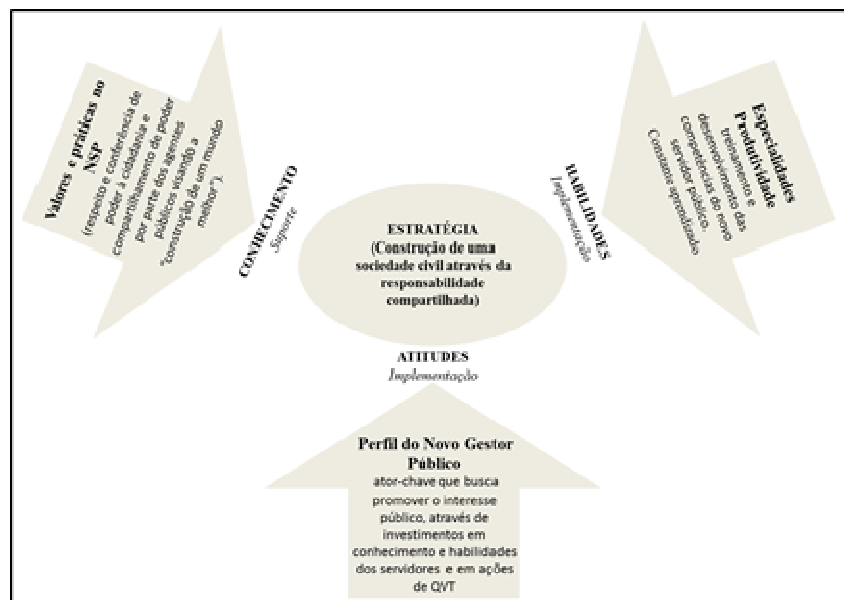 Valores e práticas no
NSP
(respeito e conferência de
poder à cidadania e
compartilhamento de poder
por parte dos agentes
públicos visando a
"construção de um mundo
melhor").
CONHECIMENTO
Suporte
ESTRATÉGIA
(Construção de uma
sociedade civil através da
responsabilidade
compartilhada)
HABILIDADES
Implementação
Especialidades
Produtividade
treinamento e
desenvolvimento das
competências do novo
servidor público.
Constante aprendizado
ATITUDES
Implementação
Perfil do Novo Gestor
Público
ator-chave que busca
promover o interesse
público, através de
investimentos em
conhecimento e habilidades
dos servidores e em ações
de QVT